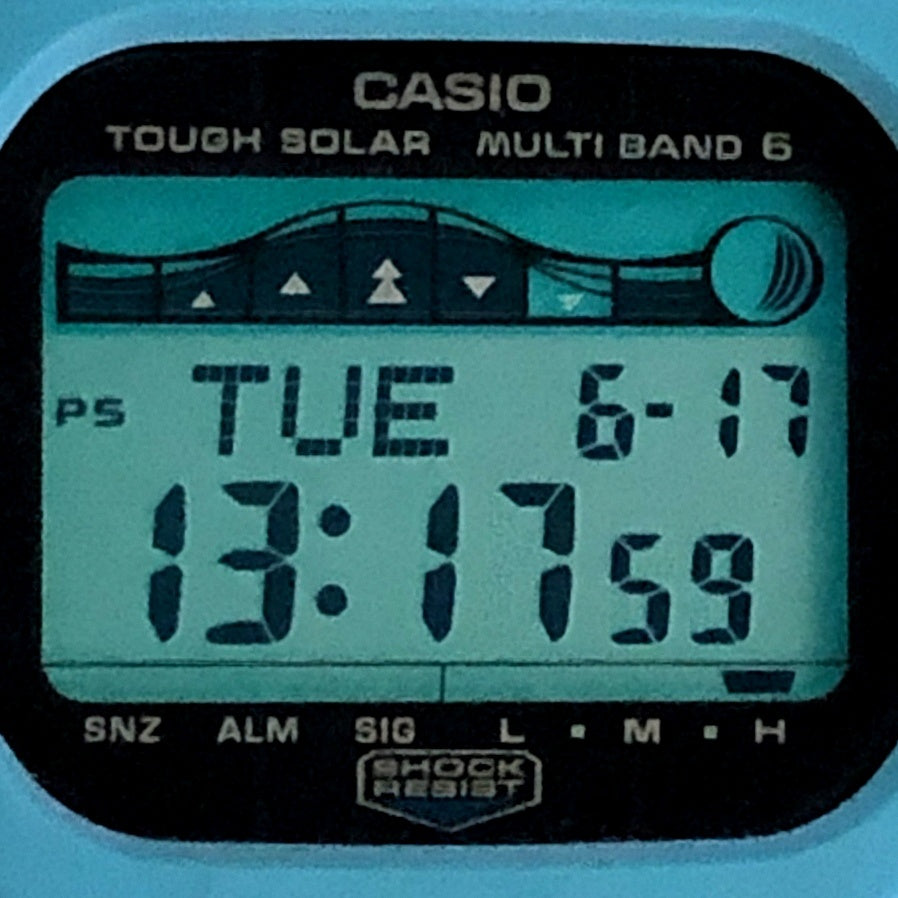 CASIO
TOUGH SOLAR MULTI BAND 6
PS TUE 6-17
13:17 59
SNZ ALM SIG L M H
SHOCK
RESIST